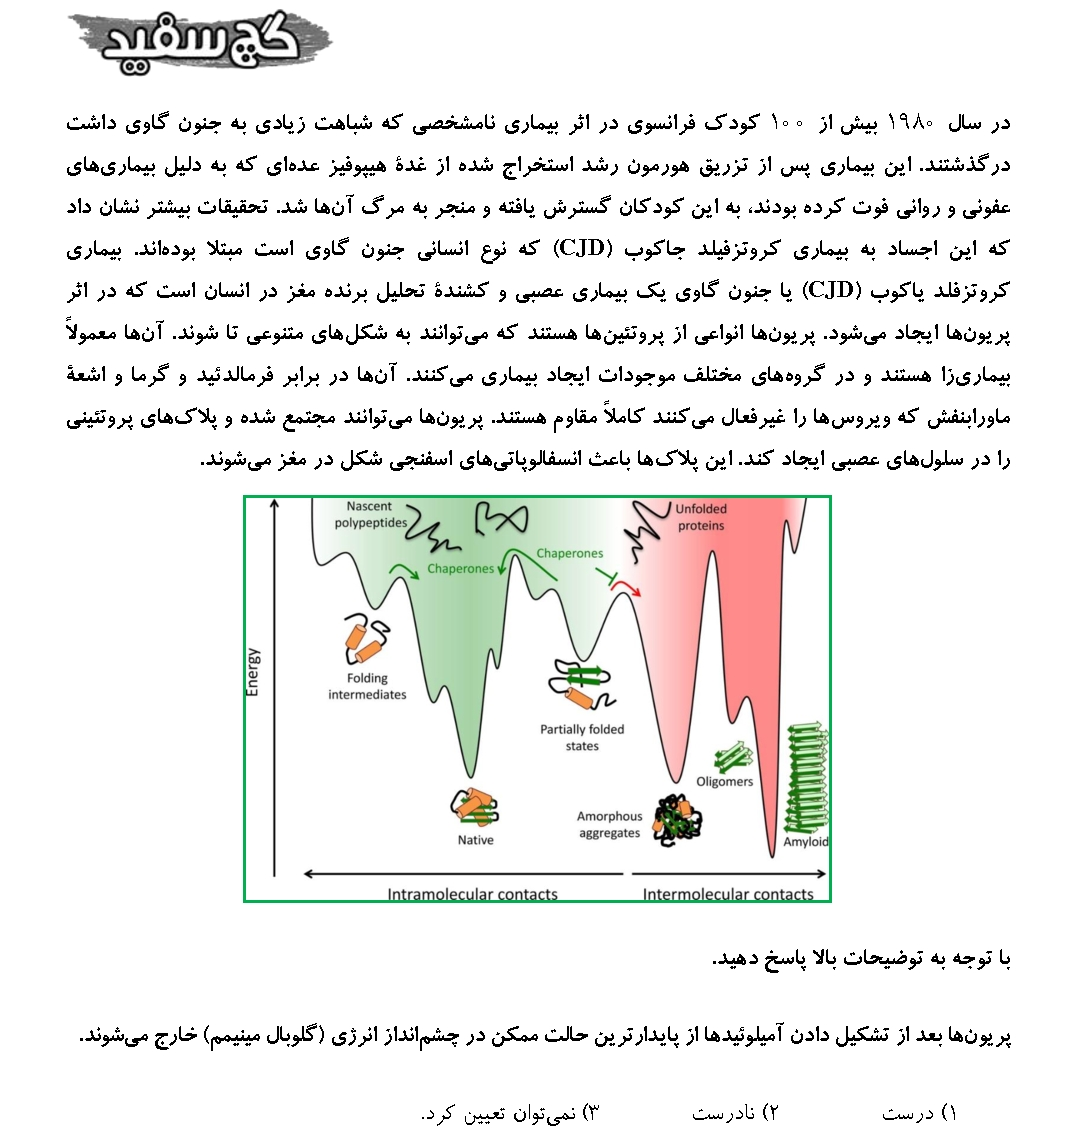 گچ سفید
در سال ۱۹۸۰ بیش از ۱۰۰ کودک فرانسوی در اثر بیماری نامشخصی که شباهت زیادی به جنون گاوی داشت
درگذشتند. این بیماری پس از تزریق هورمون رشد استخراج شده از غدۀ هیپوفیز عده‌ای که به دلیل بیماری‌های
عفونی و روانی فوت کرده بودند، به این کودکان گسترش یافته و منجر به مرگ آن‌ها شد. تحقیقات بیشتر نشان داد
که این اجساد به بیماری کروتزفیلد جاکوب (CJD) که نوع انسانی جنون گاوی است مبتلا بوده‌اند. بیماری
کروتزفلد یاکوب (CJD) یا جنون گاوی یک بیماری عصبی و کشندۀ تحلیل برنده مغز در انسان است که در اثر
پریون‌ها ایجاد می‌شود. پریون‌ها انواعی از پروتئین‌ها هستند که می‌توانند به شکل‌های متنوعی تا شوند. آن‌ها معمولاً
بیماری‌زا هستند و در گروه‌های مختلف موجودات ایجاد بیماری می‌کنند. آن‌ها در برابر فرمالدئید و گرما و اشعۀ
ماورابنفش که ویروس‌ها را غیرفعال می‌کنند کاملاً مقاوم هستند. پریون‌ها می‌توانند مجتمع شده و پلاک‌های پروتئینی
را در سلول‌های عصبی ایجاد کند. این پلاک‌ها باعث انسفالوپاتی‌های اسفنجی شکل در مغز می‌شوند.
Nascent
polypeptides
Unfolded
proteins
Chaperones
Chaperones
Energy
Folding
intermediates
Partially folded
states
Native
Amorphous
aggregates
Oligomers
Amyloid
Intramolecular contacts
Intermolecular contacts
با توجه به توضیحات بالا پاسخ دهید.
پریون‌ها بعد از تشکیل دادن آمیلوئیدها از پایدارترین حالت ممکن در چشم‌انداز انرژی (گلوبال مینیمم) خارج می‌شوند.
۱) درست ۲) نادرست ۳) نمی‌توان تعیین کرد.